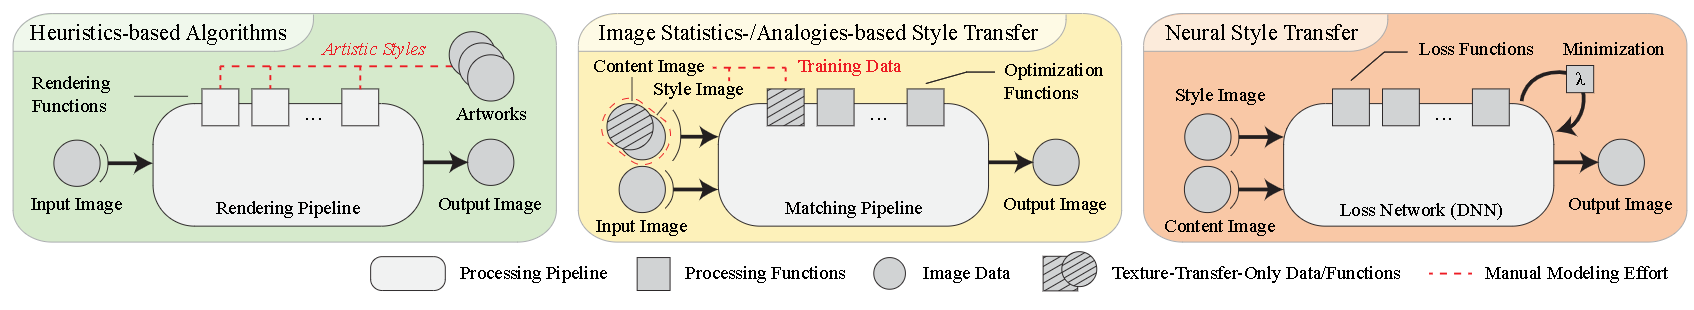 Heuristics-based Algorithms
Artistic Styles
Rendering
Functions
...
Artworks
Input Image
Rendering Pipeline
Output Image
Image Statistics-/Analogies-based Style Transfer
Content Image
Training Data
Style Image
Optimization
Functions
...
Input Image
Matching Pipeline
Output Image
Neural Style Transfer
Loss Functions
Minimization
λ
Style Image
...
Content Image
Loss Network (DNN)
Output Image
Processing Pipeline
Processing Functions
Image Data
Texture-Transfer-Only Data/Functions
Manual Modeling Effort